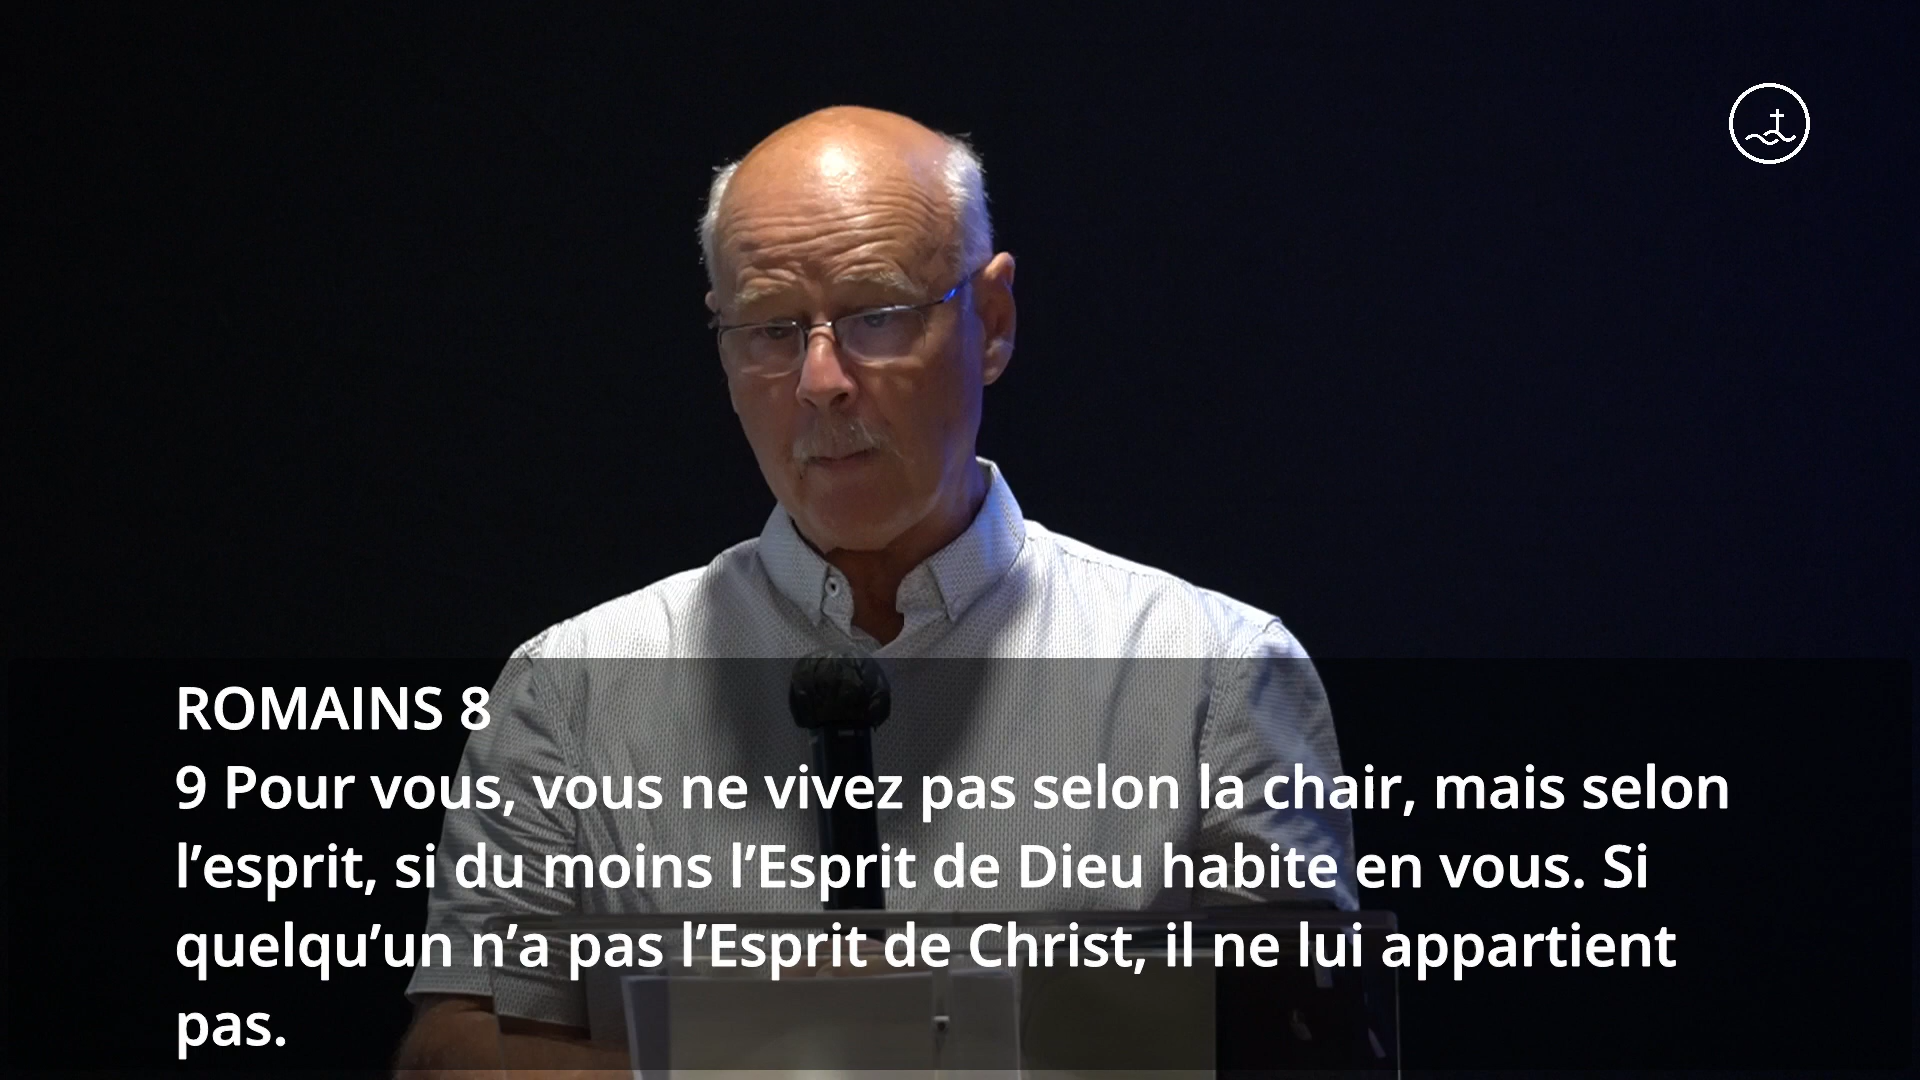 ROMAINS 8
9 Pour vous, vous ne vivez pas selon la chair, mais selon
l’esprit, si du moins l’Esprit de Dieu habite en vous. Si
quelqu’un n’a pas l’Esprit de Christ, il ne lui appartient
pas.